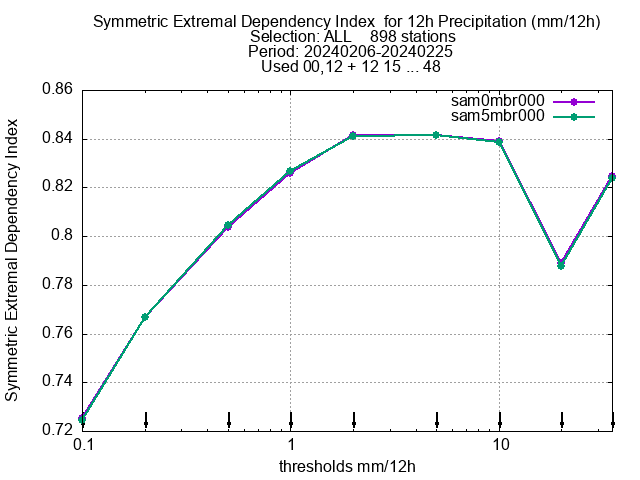 Symmetric Extremal Dependency Index  for 12h Precipitation (mm/12h)
Selection: ALL    898 stations
Period: 20240206-20240225
Used 00,12 + 12 15 ... 48
sam0mbr000
sam5mbr000
Symmetric Extremal Dependency Index
0.86
0.84
0.82
0.8
0.78
0.76
0.74
0.72
0.1 1 10
thresholds mm/12h